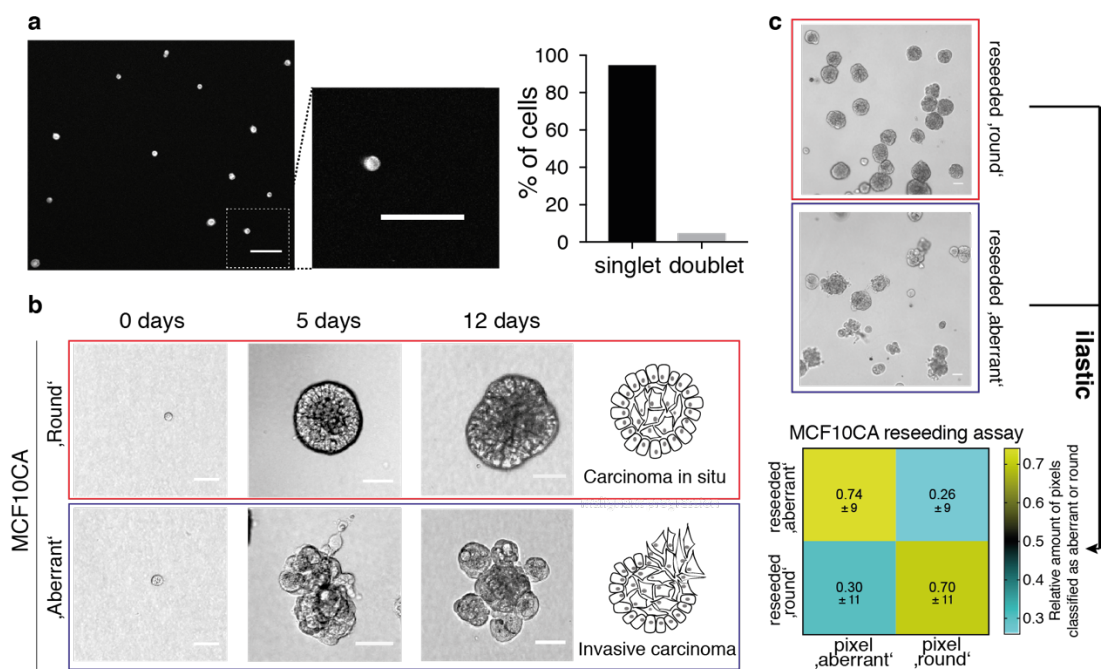 a
% of cells
100
80
60
40
20
0
singlet doublet
b
0 days
5 days
12 days
MCF10CA
‚Round‘
Carcinoma in situ
‚Aberrant‘
Invasive carcinoma
c
reseeded ‚round‘
reseeded ‚aberrant‘
ilastic
MCF10CA reseeding assay
reseeded
‚aberrant‘
0.74
± 9
0.26
± 9
reseeded
‚round‘
0.30
± 11
0.70
± 11
pixel
‚aberrant‘
pixel
‚round‘
0.7
0.6
0.5
0.4
0.3
Relative amount of pixels
classified as aberrant or round